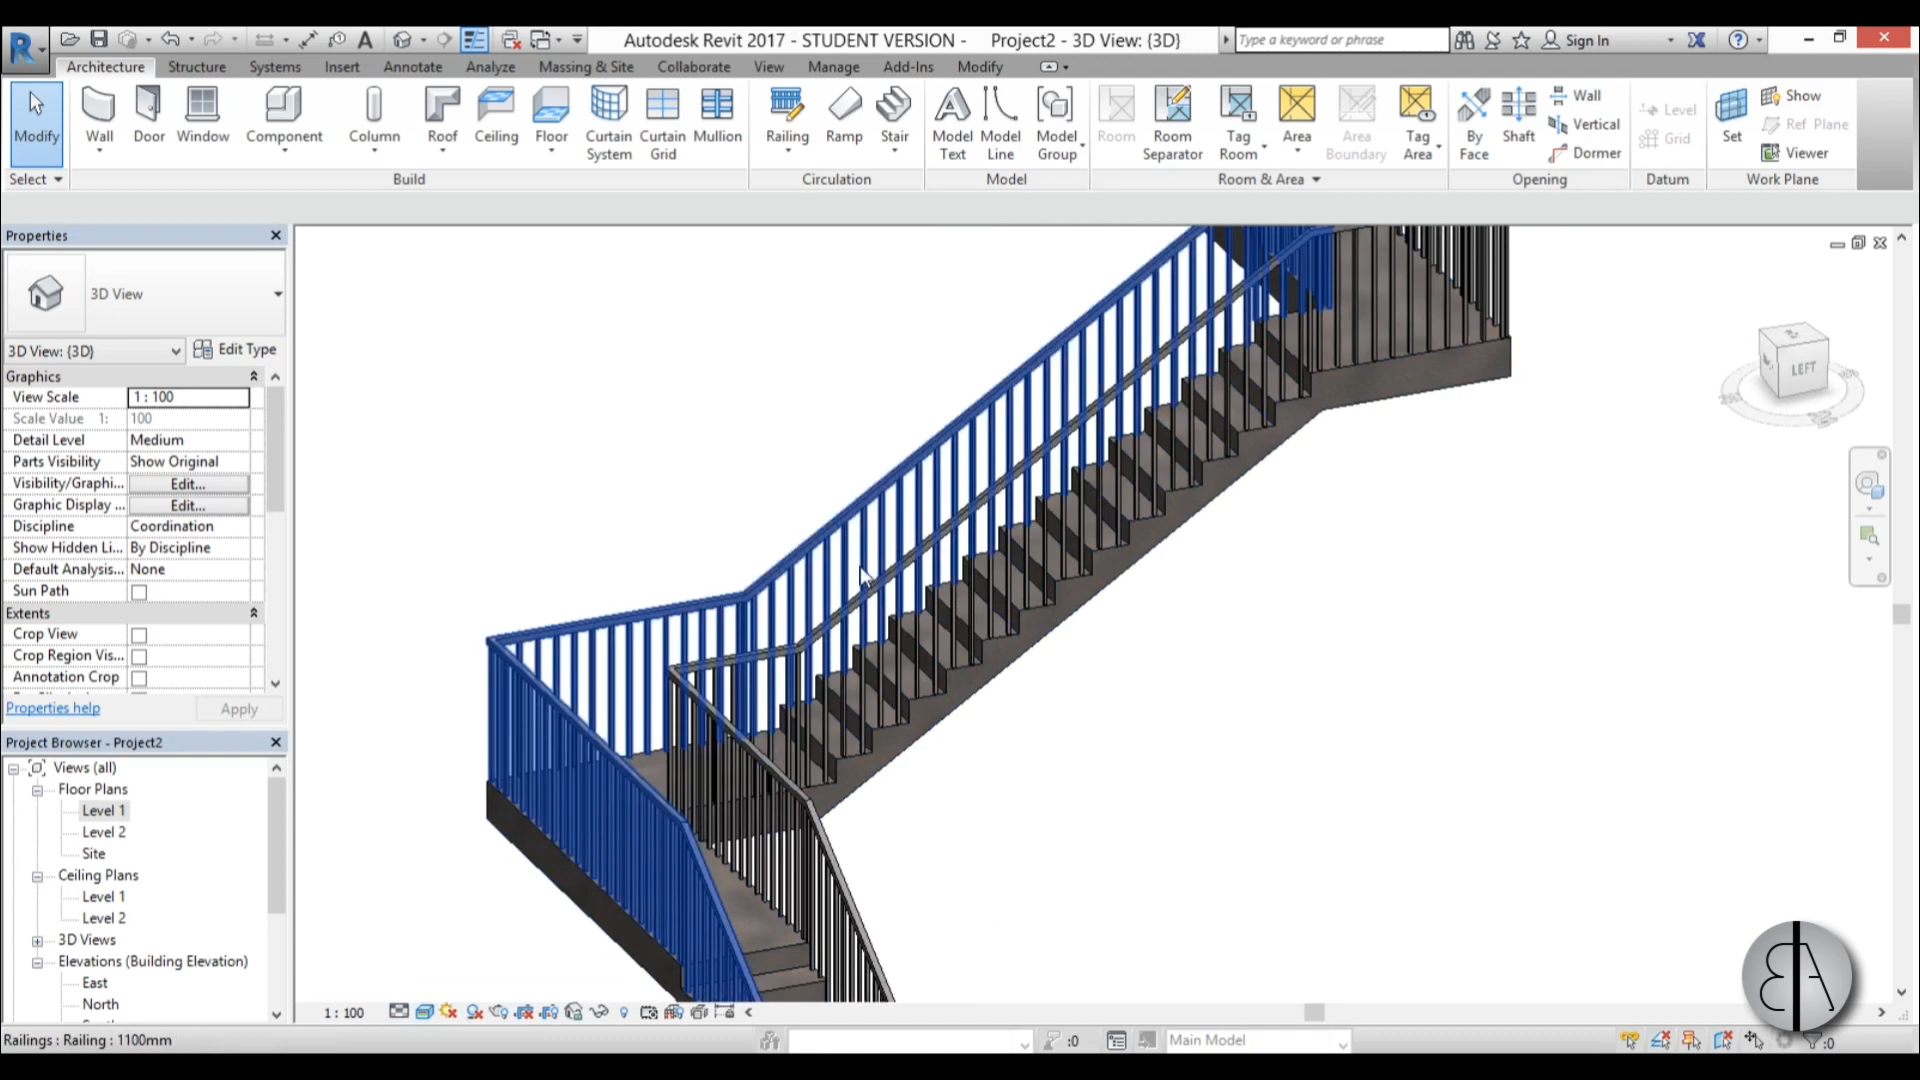 Autodesk Revit 2017 - STUDENT VERSION - Project2 - 3D View: {3D}
Type a keyword or phrase
Sign In
Architecture Structure Systems Insert Annotate Analyze Massing & Site Collaborate View Manage Add-Ins Modify
Modify Wall Door Window Component Column Roof Ceiling Floor Curtain System Curtain Grid Mullion Railing Ramp Stair Model Text Model Line Model Group Room Room Separator Tag Room Area Area Boundary Tag Area By Face Shaft Wall Vertical Dormer Level Grid Set Show Ref Plane Viewer
Select Build Circulation Model Room & Area Opening Datum Work Plane
Properties
3D View
3D View: {3D} Edit Type
Graphics
View Scale 1 : 100
Scale Value 1: 100
Detail Level Medium
Parts Visibility Show Original
Visibility/Graphi... Edit...
Graphic Display ... Edit...
Discipline Coordination
Show Hidden Li... By Discipline
Default Analysis... None
Sun Path
Extents
Crop View
Crop Region Vis...
Annotation Crop
Properties help Apply
Project Browser - Project2
Views (all)
Floor Plans
Level 1
Level 2
Site
Ceiling Plans
Level 1
Level 2
3D Views
Elevations (Building Elevation)
East
North
LEFT
1 : 100
Railings : Railing : 1100mm
:0
Main Model
:0